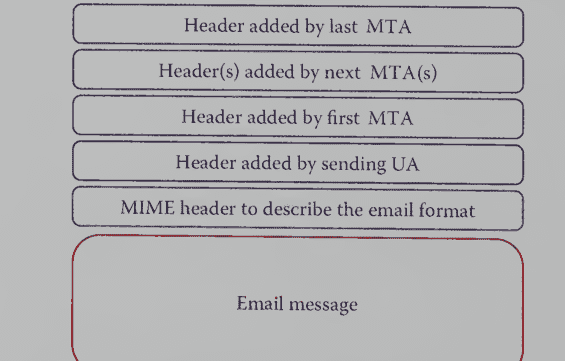 Header added by last MTA
Header(s) added by next MTA(s)
Header added by first MTA
Header added by sending UA
MIME header to describe the email format
Email message